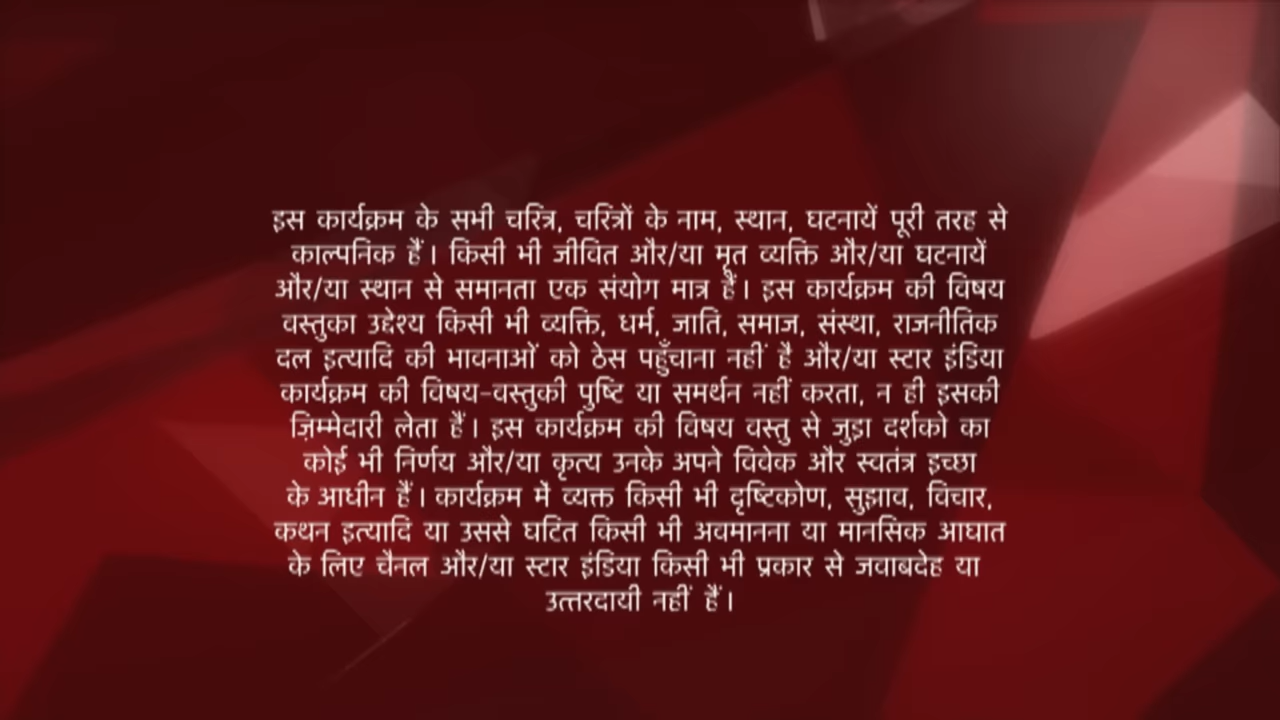 इस कार्यक्रम के सभी चरित्र, चरित्रों के नाम, स्थान, घटनायें पूरी तरह से
काल्पनिक हैं। किसी भी जीवित और/या मृत व्यक्ति और/या घटनायें
और/या स्थान से समानता एक संयोग मात्र हैं। इस कार्यक्रम की विषय
वस्तुका उद्देश्य किसी भी व्यक्ति, धर्म, जाति, समाज, संस्था, राजनीतिक
दल इत्यादि की भावनाओं को ठेस पहुँचाना नहीं है और/या स्टार इंडिया
कार्यक्रम की विषय-वस्तुकी पुष्टि या समर्थन नहीं करता, न ही इसकी
ज़िम्मेदारी लेता हैं। इस कार्यक्रम की विषय वस्तु से जुड़ा दर्शको का
कोई भी निर्णय और/या कृत्य उनके अपने विवेक और स्वतंत्र इच्छा
के आधीन हैं। कार्यक्रम में व्यक्त किसी भी दृष्टिकोण, सुझाव, विचार,
कथन इत्यादि या उससे घटित किसी भी अवमानना या मानसिक आघात
के लिए चैनल और/या स्टार इंडिया किसी भी प्रकार से जवाबदेह या
उत्तरदायी नहीं हैं।